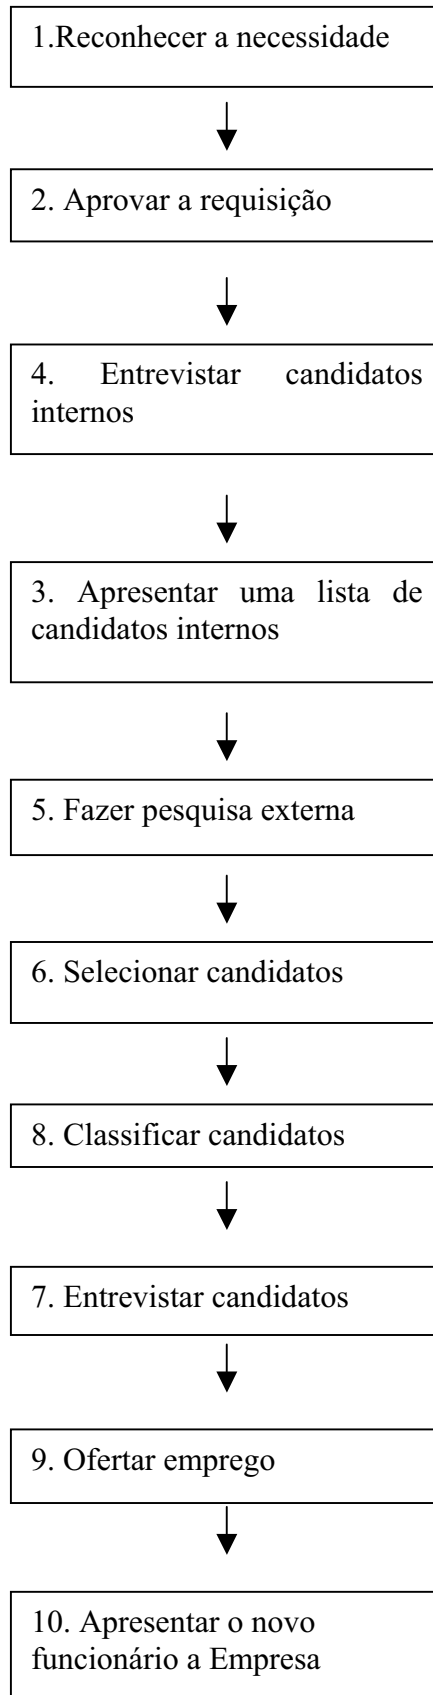 1.Reconhecer a necessidade
2. Aprovar a requisição
4. Entrevistar candidatos
internos
3. Apresentar uma lista de
candidatos internos
5. Fazer pesquisa externa
6. Selecionar candidatos
8. Classificar candidatos
7. Entrevistar candidatos
9. Ofertar emprego
10. Apresentar o novo
funcionário a Empresa